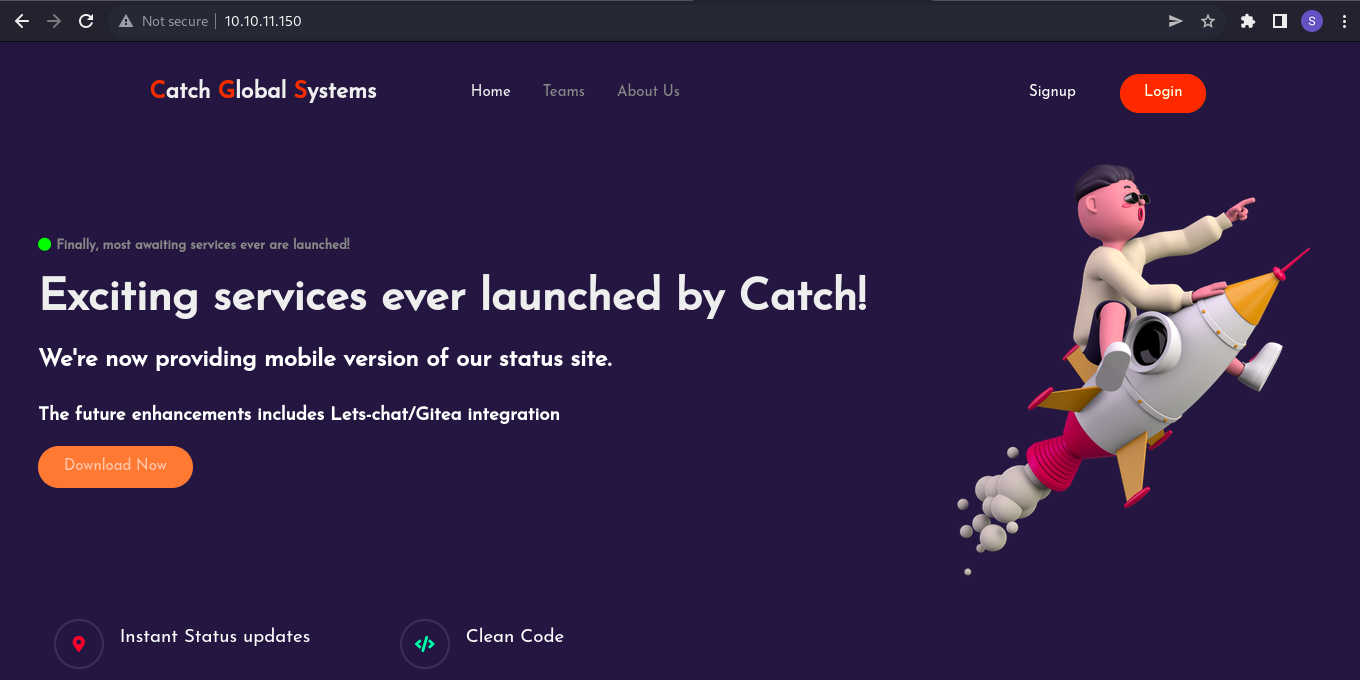 Not secure 10.10.11.150 S
Catch Global Systems Home Teams About Us Signup Login
Finally, most awaiting services ever are launched!
Exciting services ever launched by Catch!
We're now providing mobile version of our status site.
The future enhancements includes Lets-chat/Gitea integration
Download Now
Instant Status updates </> Clean Code